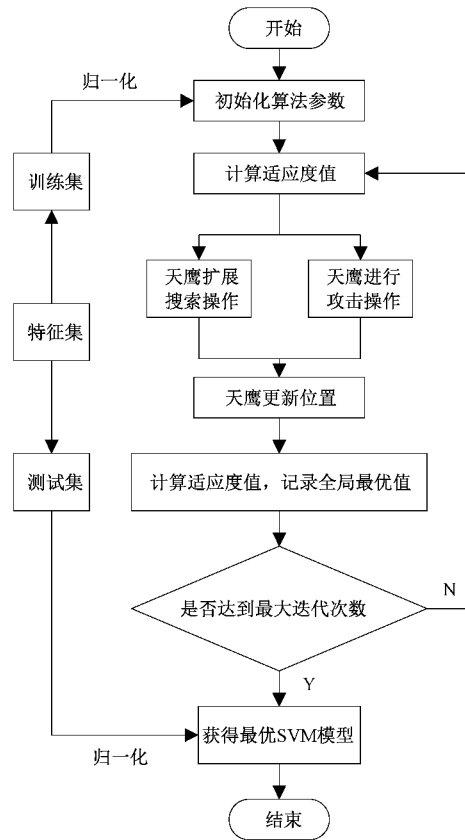 开始
归一化
初始化算法参数
训练集
计算适应度值
天鹰扩展
搜索操作
天鹰进行
攻击操作
特征集
天鹰更新位置
测试集
计算适应度值，记录全局最优值
是否达到最大迭代次数
N
Y
获得最优SVM模型
归一化
结束